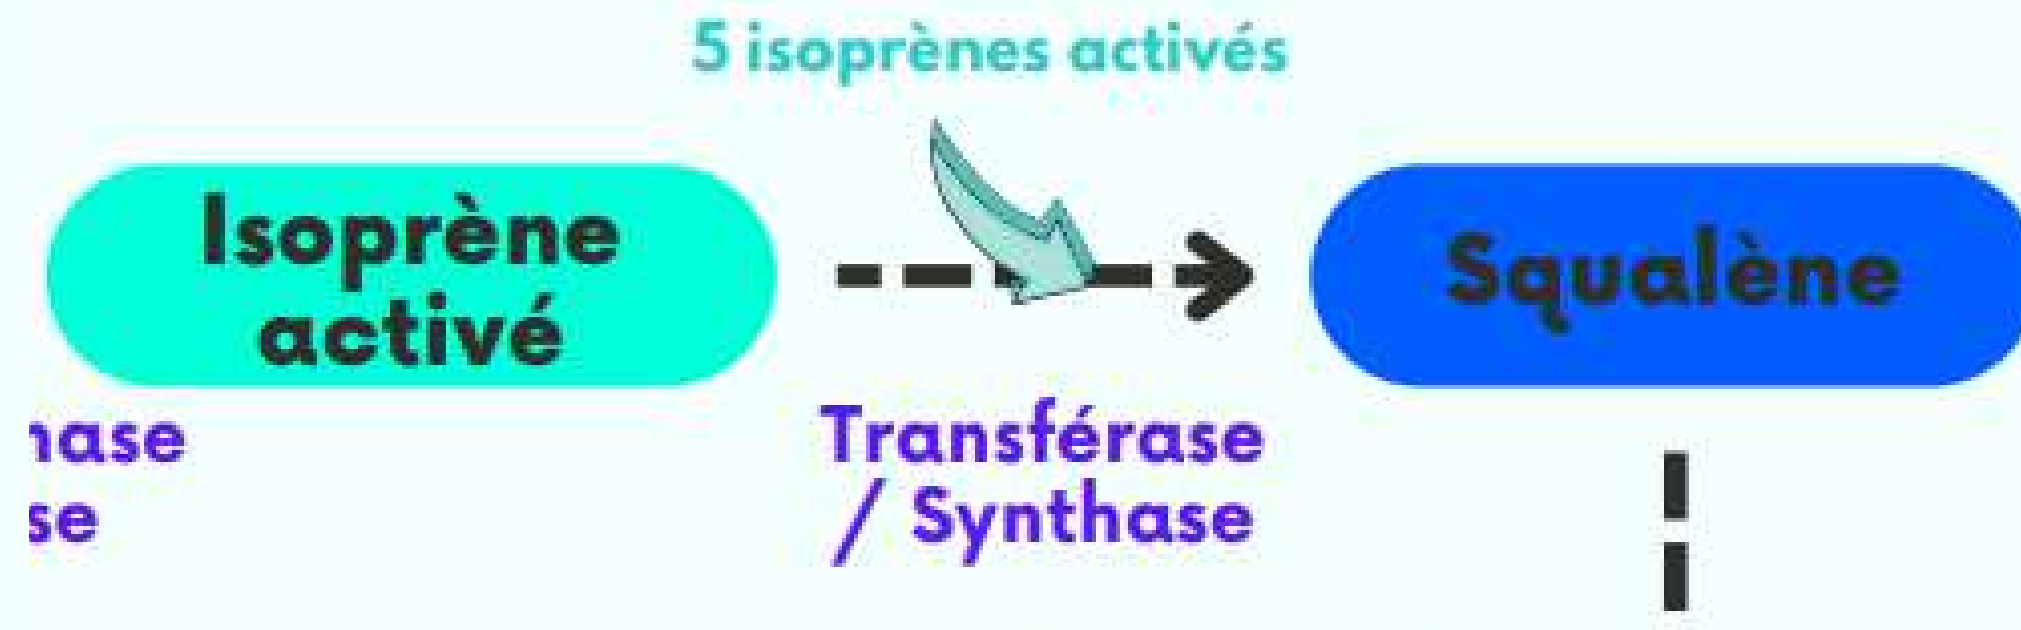 5 isoprènes activés
Isoprène
activé
Squalène
Transférase
/ Synthase